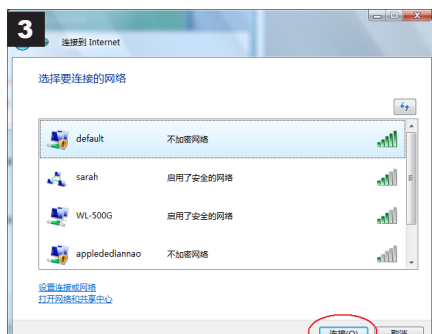 3
连接到 Internet
选择要连接的网络
default 不加密网络
sarah 启用了安全的网络
WL-500G 启用了安全的网络
appledediannao 不加密网络
设置连接或网络
打开网络和共享中心
连接(O) 取消